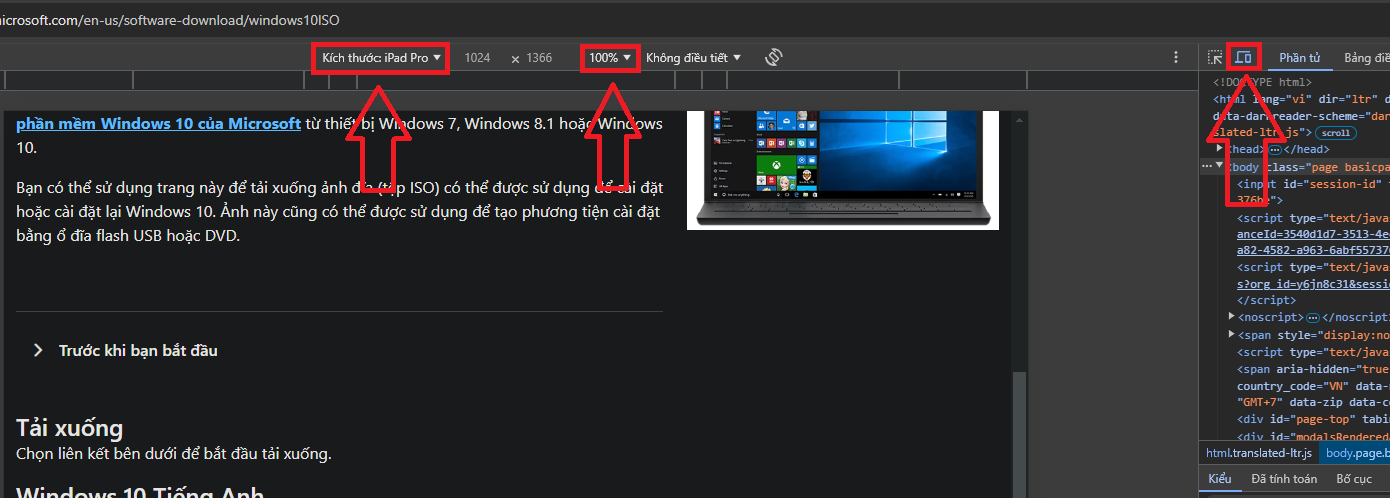 icrosoft.com/en-us/software-download/windows10ISO
Kích thước: iPad Pro 1024 × 1366 100% Không điều tiết
phần mềm Windows 10 của Microsoft từ thiết bị Windows 7, Windows 8.1 hoặc Windows
10.
Bạn có thể sử dụng trang này để tải xuống ảnh đĩa (tệp ISO) có thể được sử dụng để cài đặt
hoặc cài đặt lại Windows 10. Ảnh này cũng có thể được sử dụng để tạo phương tiện cài đặt
bằng ổ đĩa flash USB hoặc DVD.
Trước khi bạn bắt đầu
Tải xuống
Chọn liên kết bên dưới để bắt đầu tải xuống.
Windows 10 Tiếng Anh
Phần tử Bảng điề
<!DOCTYPE html>
<html lang="vi" dir="ltr"
data-darkreader-scheme="dar
slated-ltr.js"> scroll
<head> ⋯ </head>
<body class="page basicpa
<input id="session-id"
376b
<script type="text/java
anceId=3540d1d7-3513-4e
a82-4582-a963-6abf55737
<script type="text/java
s?org_id=y6jn8c31&sessi
</script>
<noscript> ⋯ </noscript
<span style="display:no
<script type="text/java
<span aria-hidden="true
country_code="VN" data-
"GMT+7" data-zip data-c
<div id="page-top" tabi
<div id="modalsRendered
html.translated-ltr.js body.page.b
Kiểu Đã tính toán Bố cục